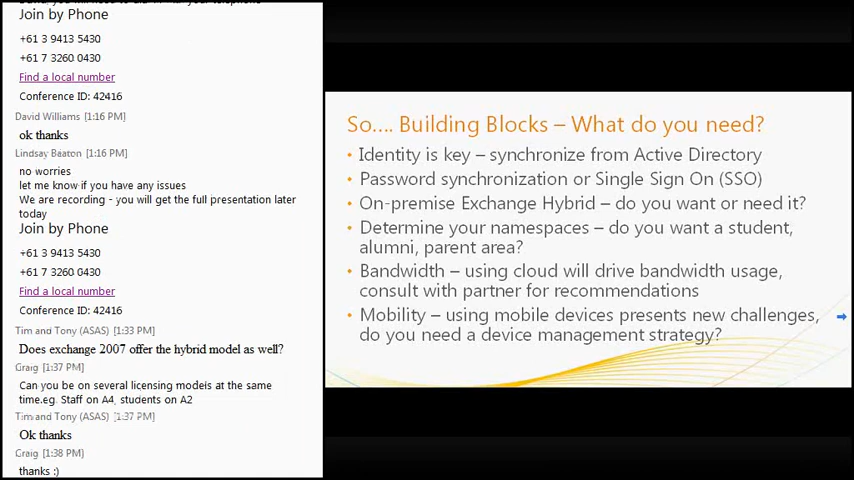 Join by Phone
+61 3 9413 5430
+61 7 3260 0430
Find a local number
Conference ID: 42416
David Williams [1:16 PM]
ok thanks
Lindsay Baaton [1:16 PM]
no worries
let me know if you have any issues
We are recording - you will get the full presentation later
today
Join by Phone
+61 3 9413 5430
+61 7 3260 0430
Find a local number
Conference ID: 42416
Tim and Tony (ASAS) [1:33 PM]
Does exchange 2007 offer the hybrid model as well?
Graig [1:37 PM]
Can you be on several licensing models at the same
time.eg. Staff on A4, students on A2
Tim and Tony (ASAS) [1:37 PM]
Ok thanks
Craig [1:38 PM]
thanks :)
So.... Building Blocks – What do you need?
• Identity is key – synchronize from Active Directory
• Password synchronization or Single Sign On (SSO)
• On-premise Exchange Hybrid – do you want or need it?
• Determine your namespaces – do you want a student,
alumni, parent area?
• Bandwidth – using cloud will drive bandwidth usage,
consult with partner for recommendations
• Mobility – using mobile devices presents new challenges,
do you need a device management strategy?